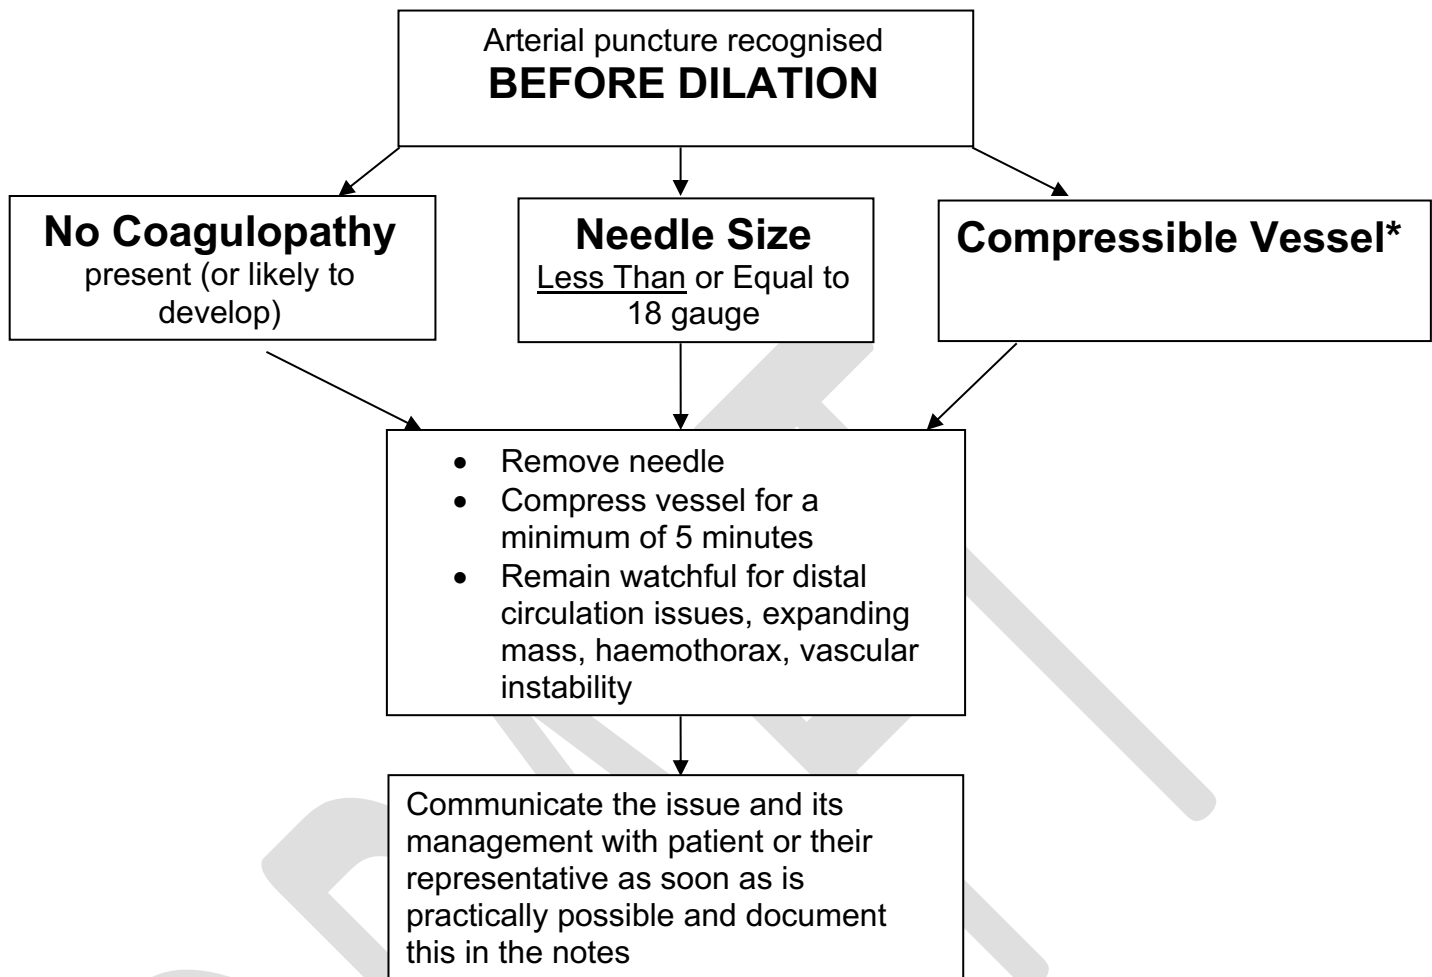 Arterial puncture recognised
BEFORE DILATION
No Coagulopathy
present (or likely to
develop)
Needle Size
Less Than or Equal to
18 gauge
Compressible Vessel*
• Remove needle
• Compress vessel for a
minimum of 5 minutes
• Remain watchful for distal
circulation issues, expanding
mass, haemothorax, vascular
instability
Communicate the issue and its
management with patient or their
representative as soon as is
practically possible and document
this in the notes